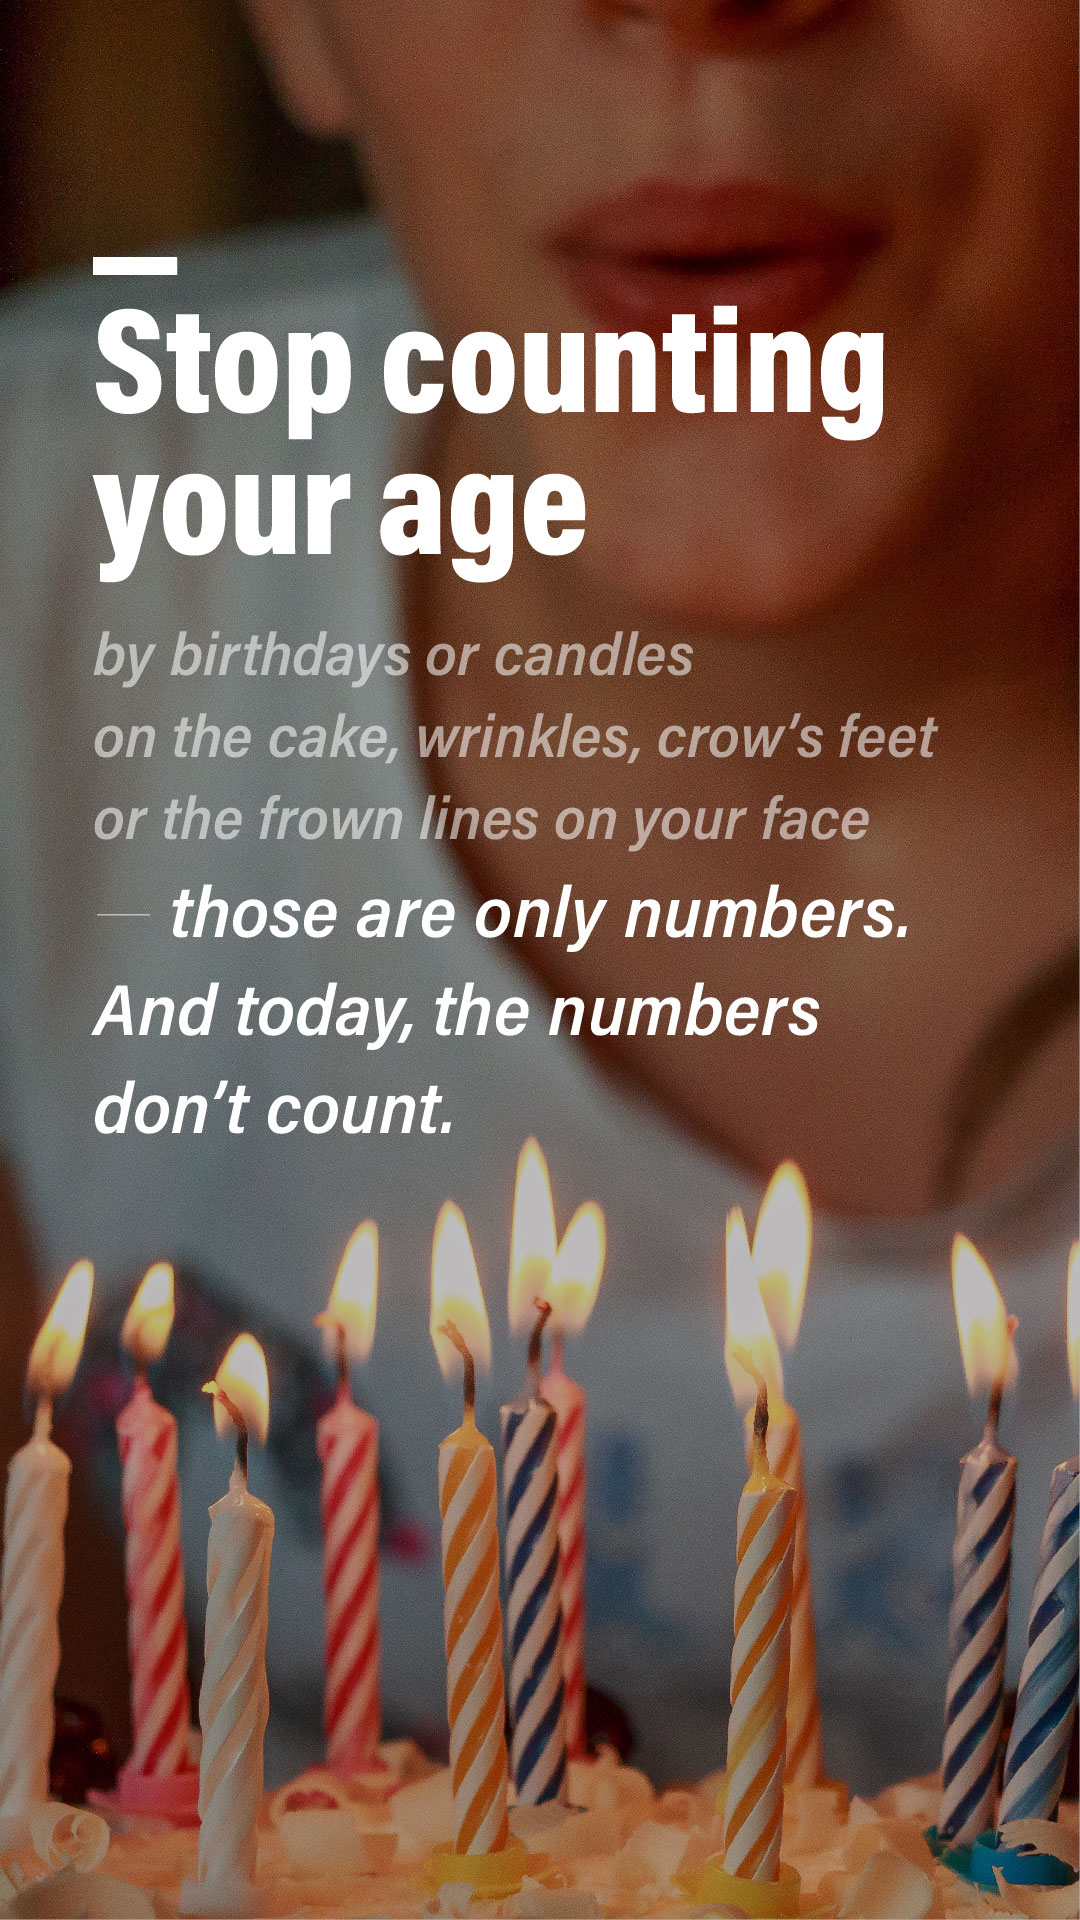 Stop counting
your age
by birthdays or candles
on the cake, wrinkles, crow’s feet
or the frown lines on your face
— those are only numbers.
And today, the numbers
don’t count.